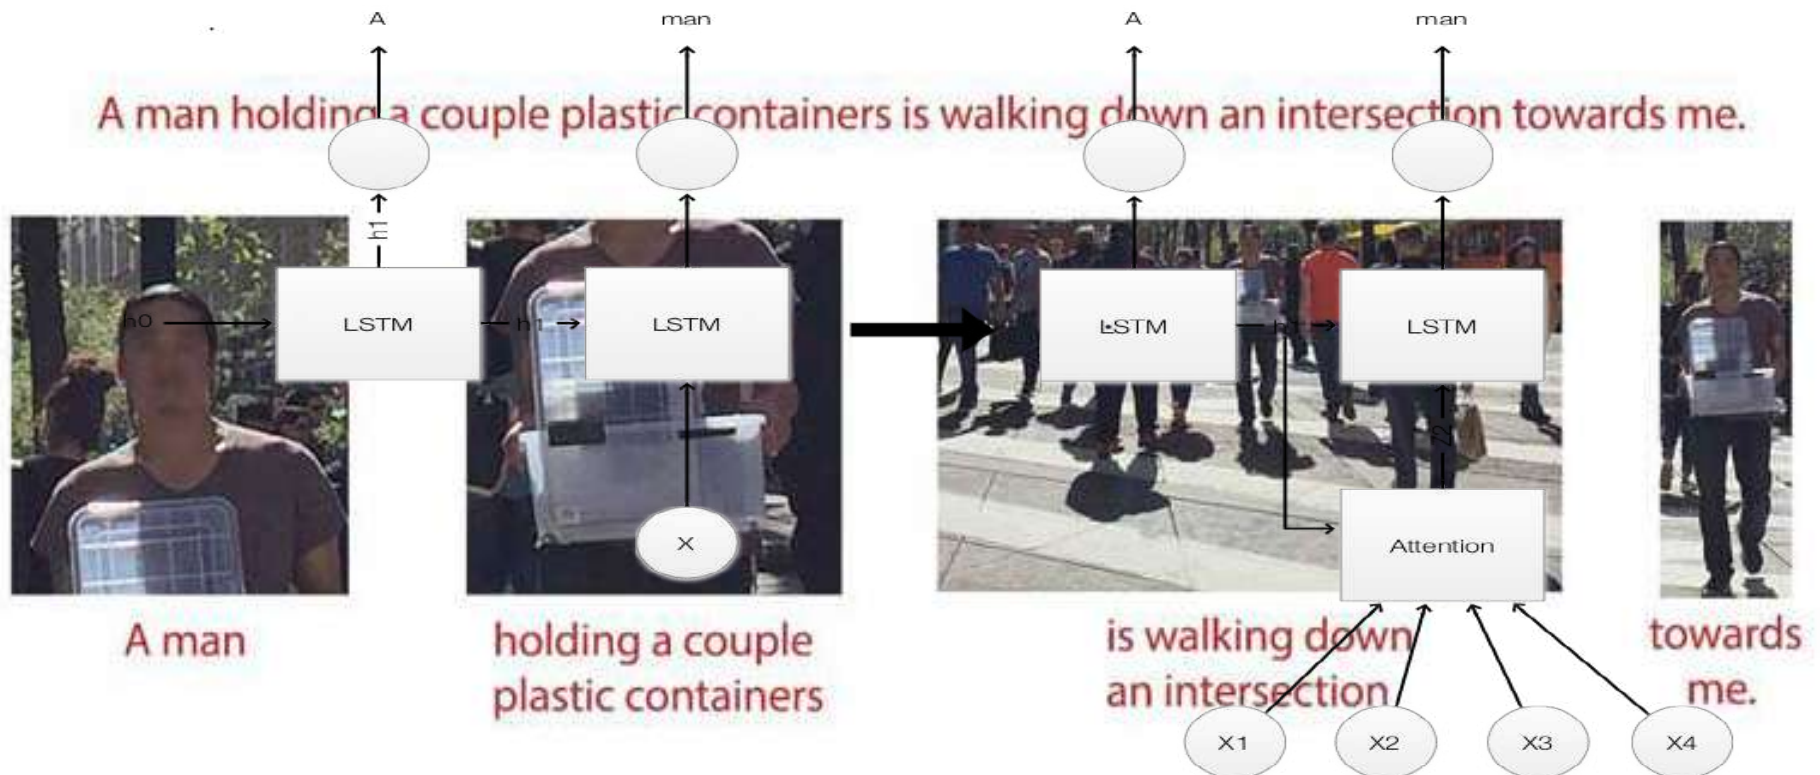 A man A man
A man holding a couple plastic containers is walking down an intersection towards me.
h1
h0 LSTM h1 LSTM LSTM LSTM
Attention
X
A man
holding a couple
plastic containers
is walking down
an intersection
towards
me.
X1 X2 X3 X4